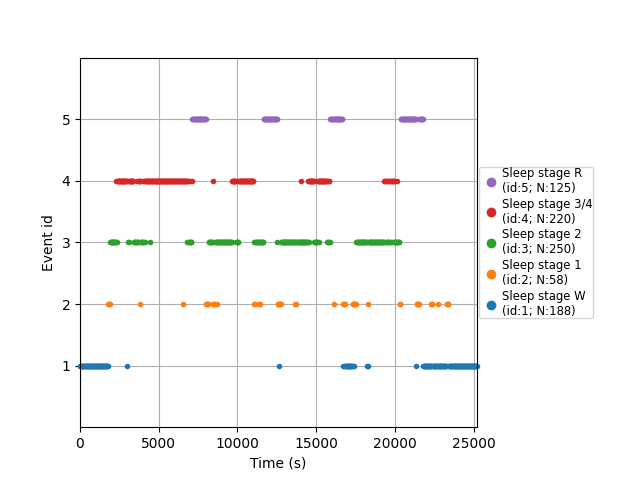 5
4
3
2
1
Event id
0
5000
10000
15000
20000
25000
Time (s)
Sleep stage R
(id:5; N:125)
Sleep stage 3/4
(id:4; N:220)
Sleep stage 2
(id:3; N:250)
Sleep stage 1
(id:2; N:58)
Sleep stage W
(id:1; N:188)